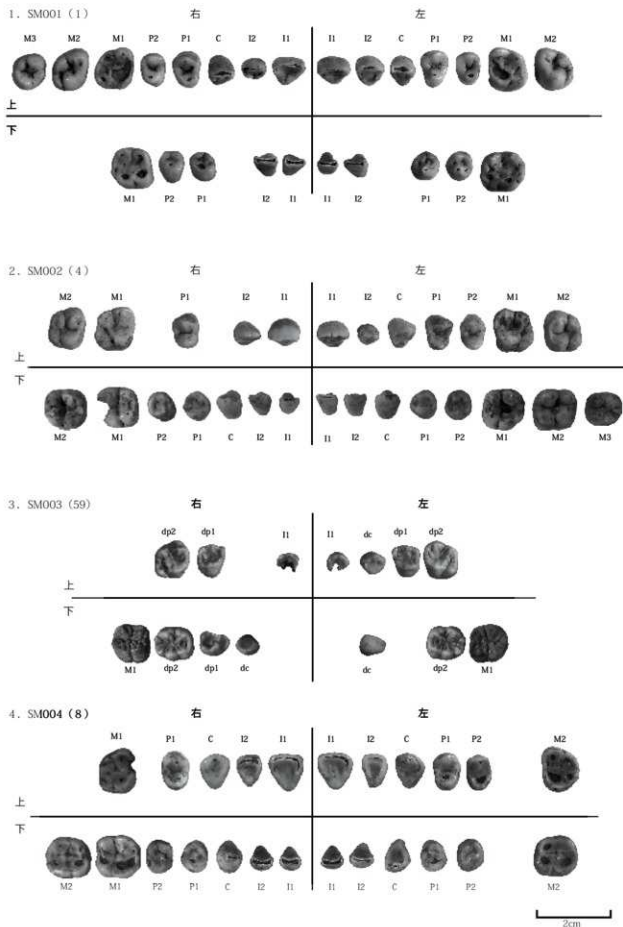 1. SM001（1） 右 左
M3 M2 M1 P2 P1 C I2 I1 I1 I2 C P1 P2 M1 M2
上
下
M1 P2 P1 I2 I1 I1 I2 P1 P2 M1
2. SM002（4） 右 左
M2 M1 P1 I2 I1 I1 I2 C P1 P2 M1 M2
上
下
M2 M1 P2 P1 C I2 I1 I1 I2 C P1 P2 M1 M2 M3
3. SM003（59） 右 左
dp2 dp1 I1 I1 dc dp1 dp2
上
下
M1 dp2 dp1 dc dc dp2 M1
4. SM004（8） 右 左
M1 P1 C I2 I1 I1 I2 C P1 P2 M2
上
下
M2 M1 P2 P1 C I2 I1 I1 I2 C P1 P2 M2
2cm